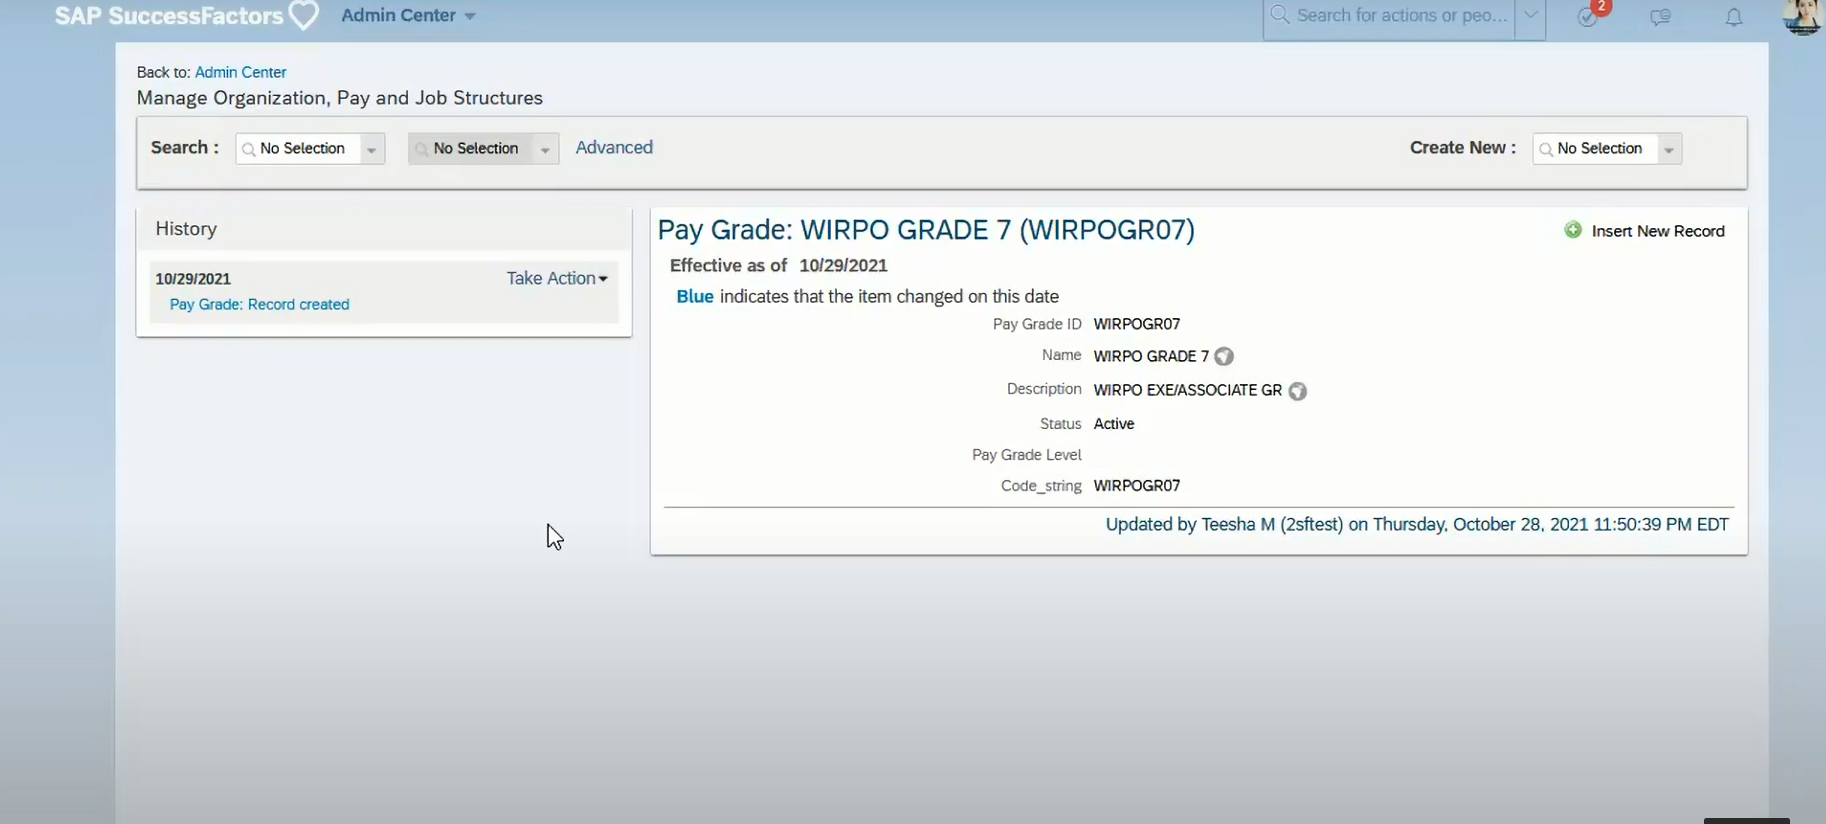 SAP SuccessFactors Admin Center Search for actions or peo... 2
Back to: Admin Center
Manage Organization, Pay and Job Structures
Search : No Selection No Selection Advanced Create New : No Selection
History
10/29/2021 Take Action
Pay Grade: Record created
Pay Grade: WIRPO GRADE 7 (WIRPOGR07) Insert New Record
Effective as of 10/29/2021
Blue indicates that the item changed on this date
Pay Grade ID WIRPOGR07
Name WIRPO GRADE 7
Description WIRPO EXE/ASSOCIATE GR
Status Active
Pay Grade Level
Code_string WIRPOGR07
Updated by Teesha M (2sftest) on Thursday, October 28, 2021 11:50:39 PM EDT